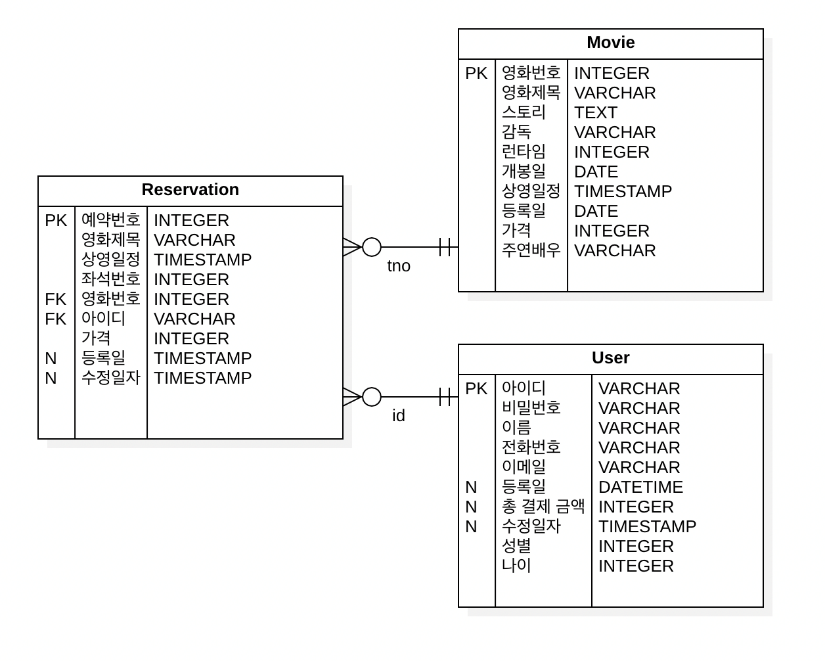 Movie
PK 영화번호 INTEGER
영화제목 VARCHAR
스토리 TEXT
감독 VARCHAR
런타임 INTEGER
개봉일 DATE
상영일정 TIMESTAMP
등록일 DATE
가격 INTEGER
주연배우 VARCHAR
Reservation
PK 예약번호 INTEGER
영화제목 VARCHAR
상영일정 TIMESTAMP
좌석번호 INTEGER
FK 영화번호 INTEGER
FK 아이디 VARCHAR
가격 INTEGER
N 등록일 TIMESTAMP
N 수정일자 TIMESTAMP
tno
id
User
PK 아이디 VARCHAR
비밀번호 VARCHAR
이름 VARCHAR
전화번호 VARCHAR
이메일 VARCHAR
N 등록일 DATETIME
N 총 결제 금액 INTEGER
N 수정일자 TIMESTAMP
성별 INTEGER
나이 INTEGER